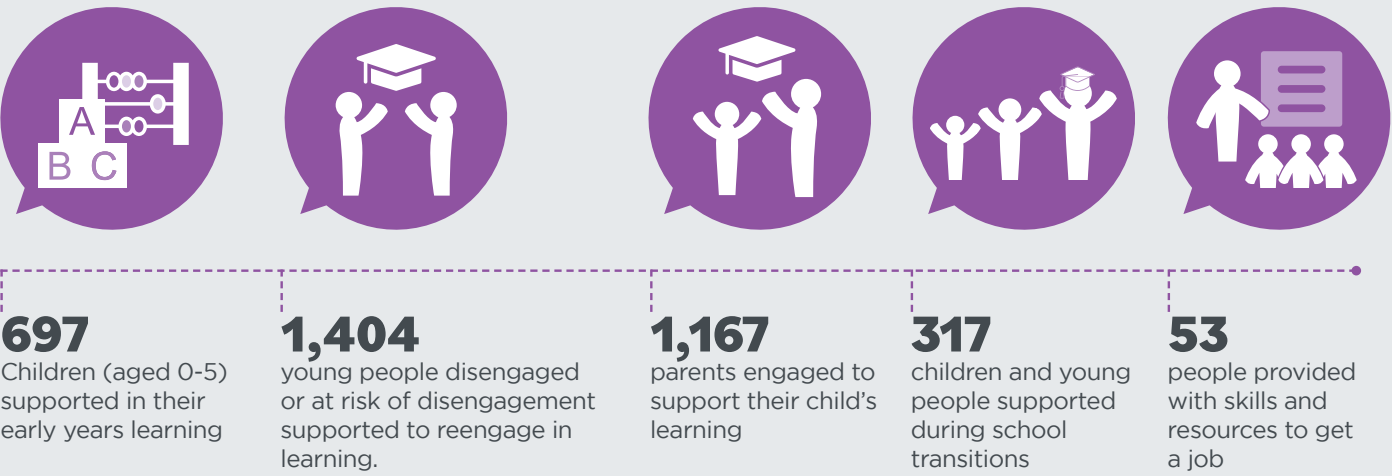 A
B C
697
Children (aged 0-5)
supported in their
early years learning
1,404
young people disengaged
or at risk of disengagement
supported to reengage in
learning.
1,167
parents engaged to
support their child’s
learning
317
children and young
people supported
during school
transitions
53
people provided
with skills and
resources to get
a job